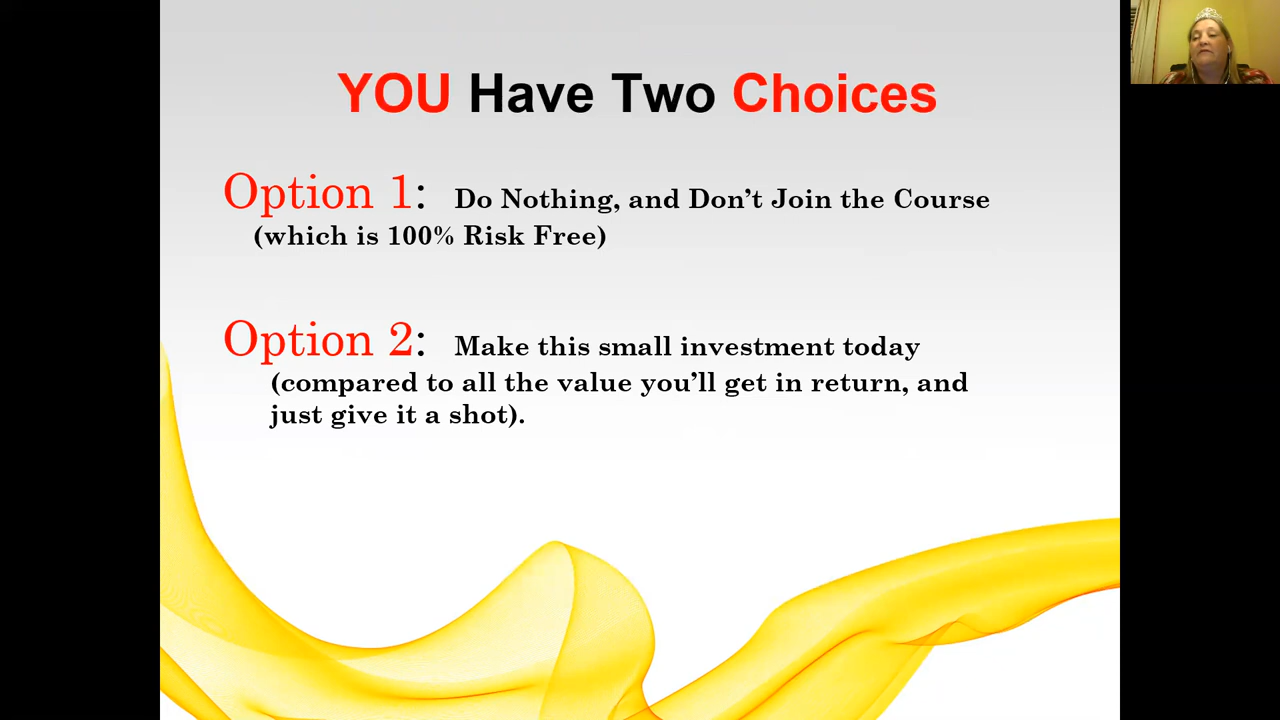 YOU Have Two Choices
Option 1: Do Nothing, and Don't Join the Course
(which is 100% Risk Free)
Option 2: Make this small investment today
(compared to all the value you'll get in return, and
just give it a shot).